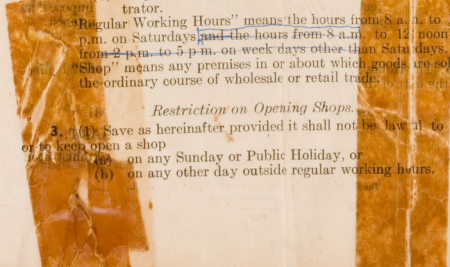 trator.
"Regular Working Hours" means the hours from 8 a.m. to
p.m. on Saturdays and the hours from 8 a.m. to 12 noon
from 2 p.m. to 5 p.m. on week days other than Saturdays.
"Shop" means any premises in or about which goods are sol
the ordinary course of wholesale or retail trade.
Restriction on Opening Shops.
3. (1) Save as hereinafter provided it shall not be lawful to
or to keep open a shop
(a) on any Sunday or Public Holiday, or
(b) on any other day outside regular working hours.